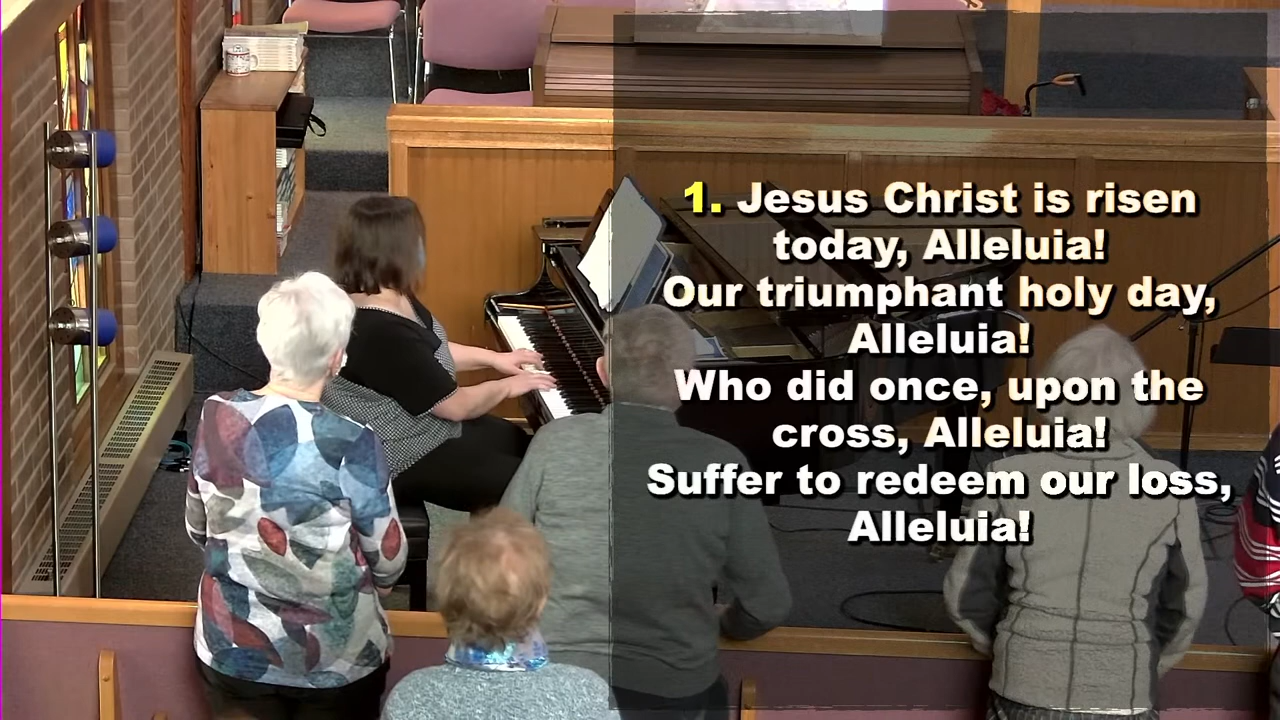 1. Jesus Christ is risen
today, Alleluia!
Our triumphant holy day,
Alleluia!
Who did once, upon the
cross, Alleluia!
Suffer to redeem our loss,
Alleluia!